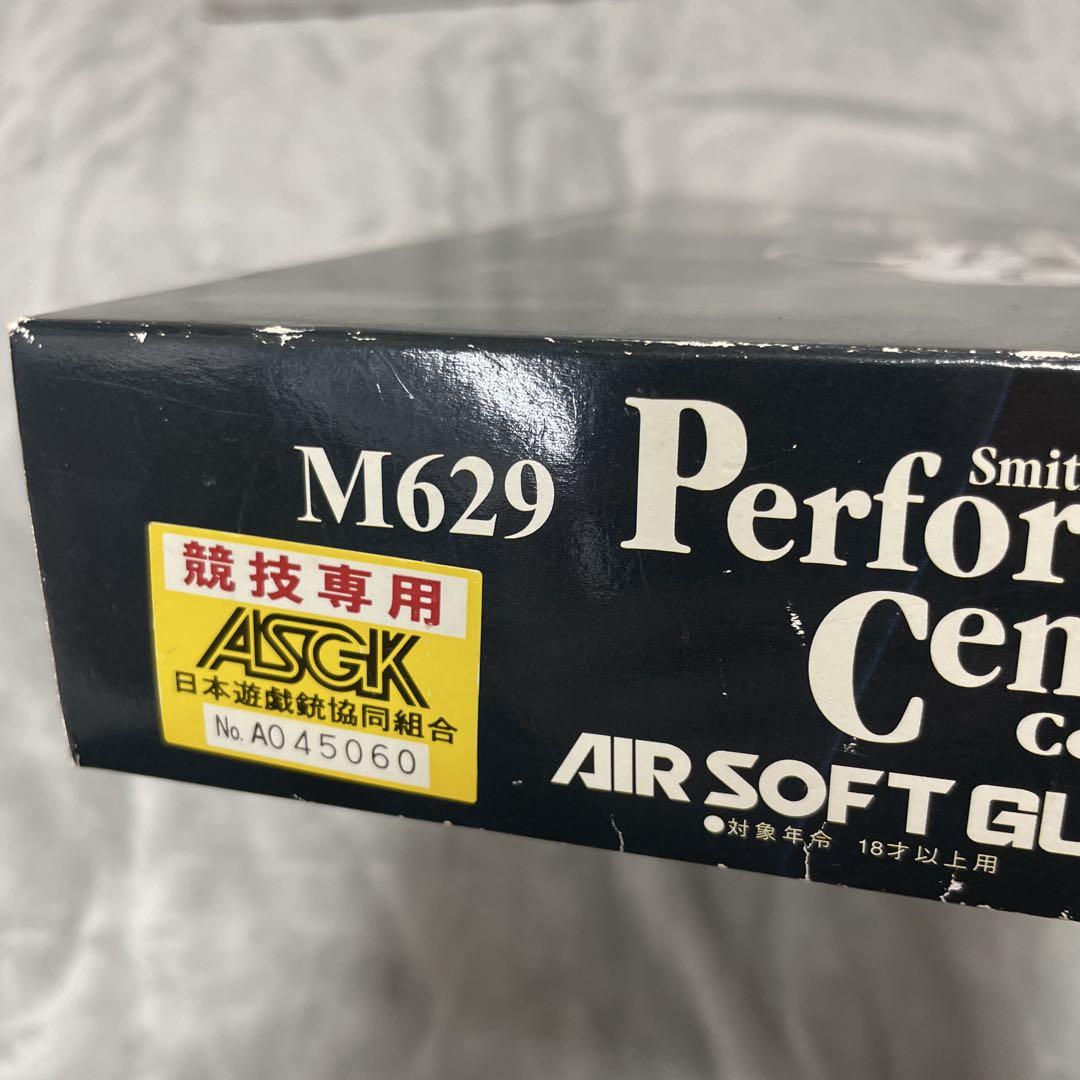 M629
Smit
Perfor
Cen
競技専用
ASGK
日本遊戯銃協同組合
No. A045060
AIR SOFT GU
●対象年令 18才以上用